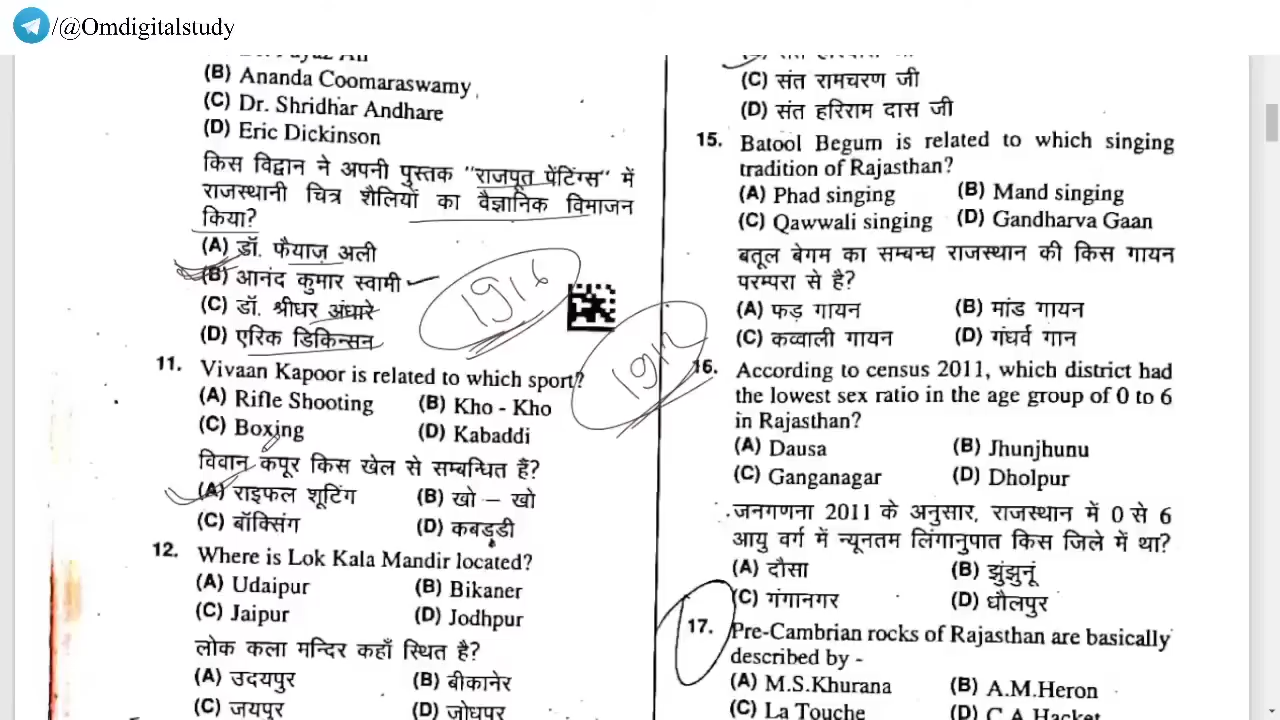 /@Omdigitalstudy
(B) Ananda Coomaraswamy
(C) Dr. Shridhar Andhare
(D) Eric Dickinson
किस विद्वान ने अपनी पुस्तक "राजपूत पेंटिंग्स" में
राजस्थानी चित्र शैलियों का वैज्ञानिक विभाजन
किया?
(A) डॉ. फैयाज़ अली
(B) आनंद कुमार स्वामी
(C) डॉ. श्रीधर अंधारे
(D) एरिक डिकिन्सन
1916
1912
11. Vivaan Kapoor is related to which sport?
(A) Rifle Shooting (B) Kho - Kho
(C) Boxing (D) Kabaddi
विवान कपूर किस खेल से सम्बन्धित हैं?
(A) राइफल शूटिंग (B) खो – खो
(C) बॉक्सिंग (D) कबड्डी
12. Where is Lok Kala Mandir located?
(A) Udaipur (B) Bikaner
(C) Jaipur (D) Jodhpur
लोक कला मन्दिर कहाँ स्थित है?
(A) उदयपुर (B) बीकानेर
(C) जयपुर (D) जोधपुर
(C) संत रामचरण जी
(D) संत हरिराम दास जी
15. Batool Begum is related to which singing
tradition of Rajasthan?
(A) Phad singing (B) Mand singing
(C) Qawwali singing (D) Gandharva Gaan
बतूल बेगम का सम्बन्ध राजस्थान की किस गायन
परम्परा से है?
(A) फड़ गायन (B) मांड गायन
(C) कव्वाली गायन (D) गंधर्व गान
16. According to census 2011, which district had
the lowest sex ratio in the age group of 0 to 6
in Rajasthan?
(A) Dausa (B) Jhunjhunu
(C) Ganganagar (D) Dholpur
जनगणना 2011 के अनुसार, राजस्थान में 0 से 6
आयु वर्ग में न्यूनतम लिंगानुपात किस जिले में था?
(A) दौसा (B) झुंझुनूं
(C) गंगानगर (D) धौलपुर
17. Pre-Cambrian rocks of Rajasthan are basically
described by -
(A) M.S.Khurana (B) A.M.Heron
(C) La Touche (D) C.A.Hacket